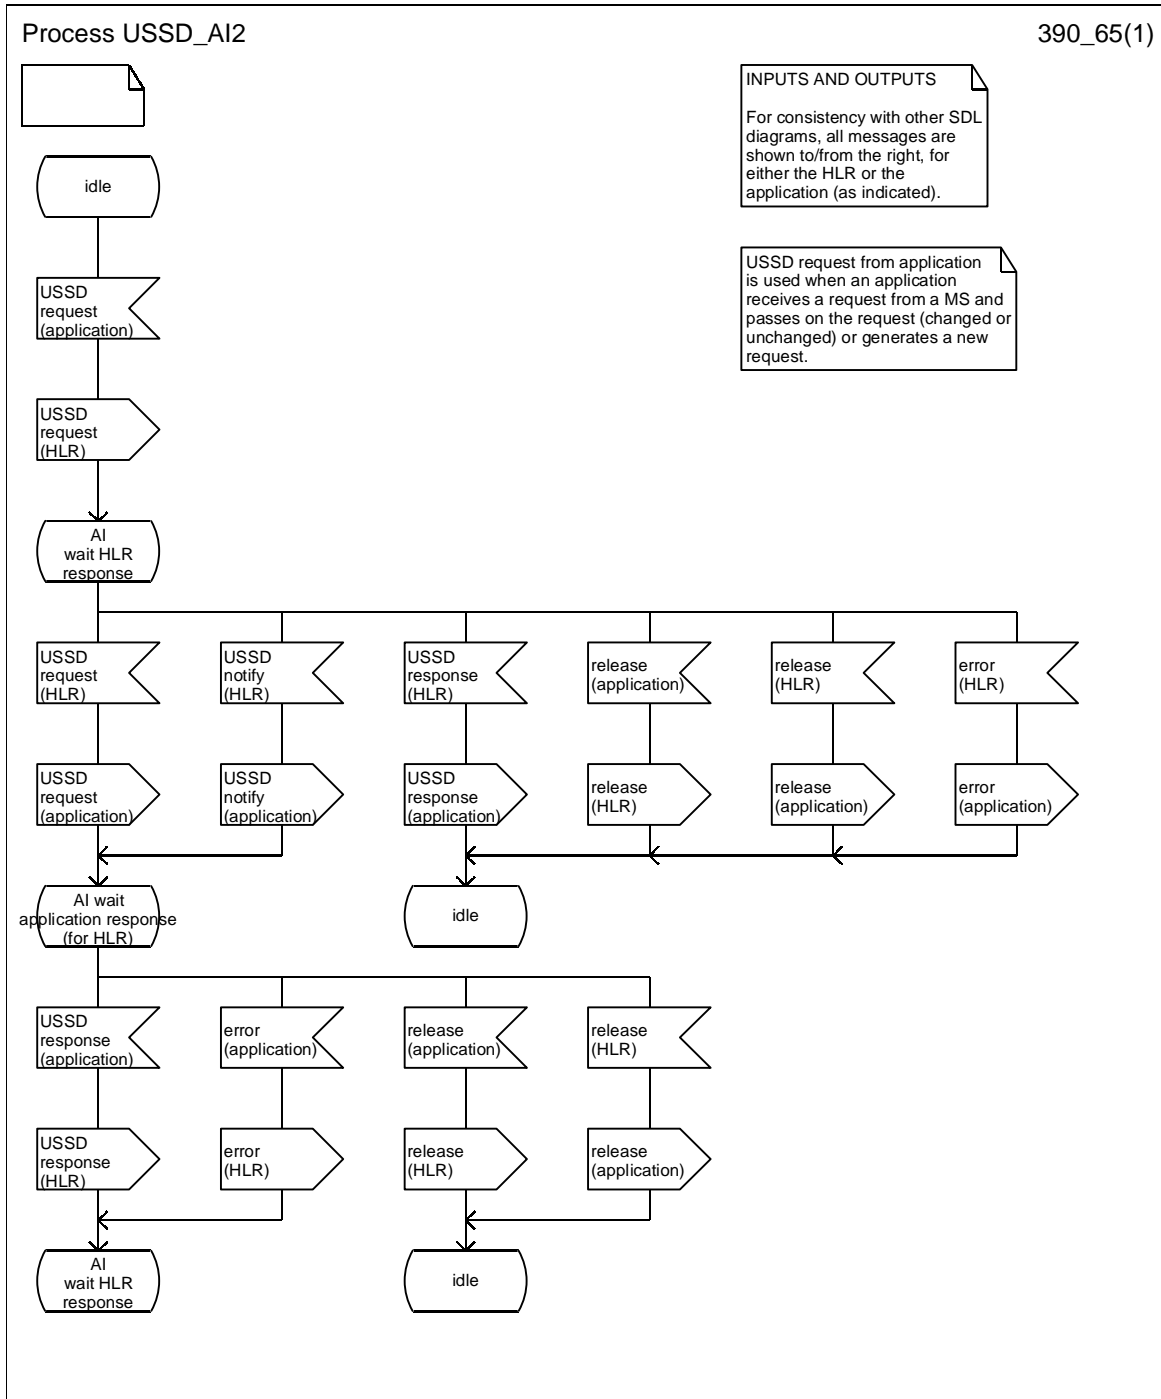 Process USSD_AI2
390_65(1)
INPUTS AND OUTPUTS
For consistency with other SDL
diagrams, all messages are
shown to/from the right, for
either the HLR or the
application (as indicated).
idle
USSD request from application
is used when an application
receives a request from a MS and
passes on the request (changed or
unchanged) or generates a new
request.
USSD
request
(application)
USSD
request
(HLR)
AI
wait HLR
response
USSD
request
(HLR)
USSD
notify
(HLR)
USSD
response
(HLR)
release
(application)
release
(HLR)
error
(HLR)
USSD
request
(application)
USSD
notify
(application)
USSD
response
(application)
release
(HLR)
release
(application)
error
(application)
AI wait
application response
(for HLR)
idle
USSD
response
(application)
error
(application)
release
(application)
release
(HLR)
USSD
response
(HLR)
error
(HLR)
release
(HLR)
release
(application)
AI
wait HLR
response
idle